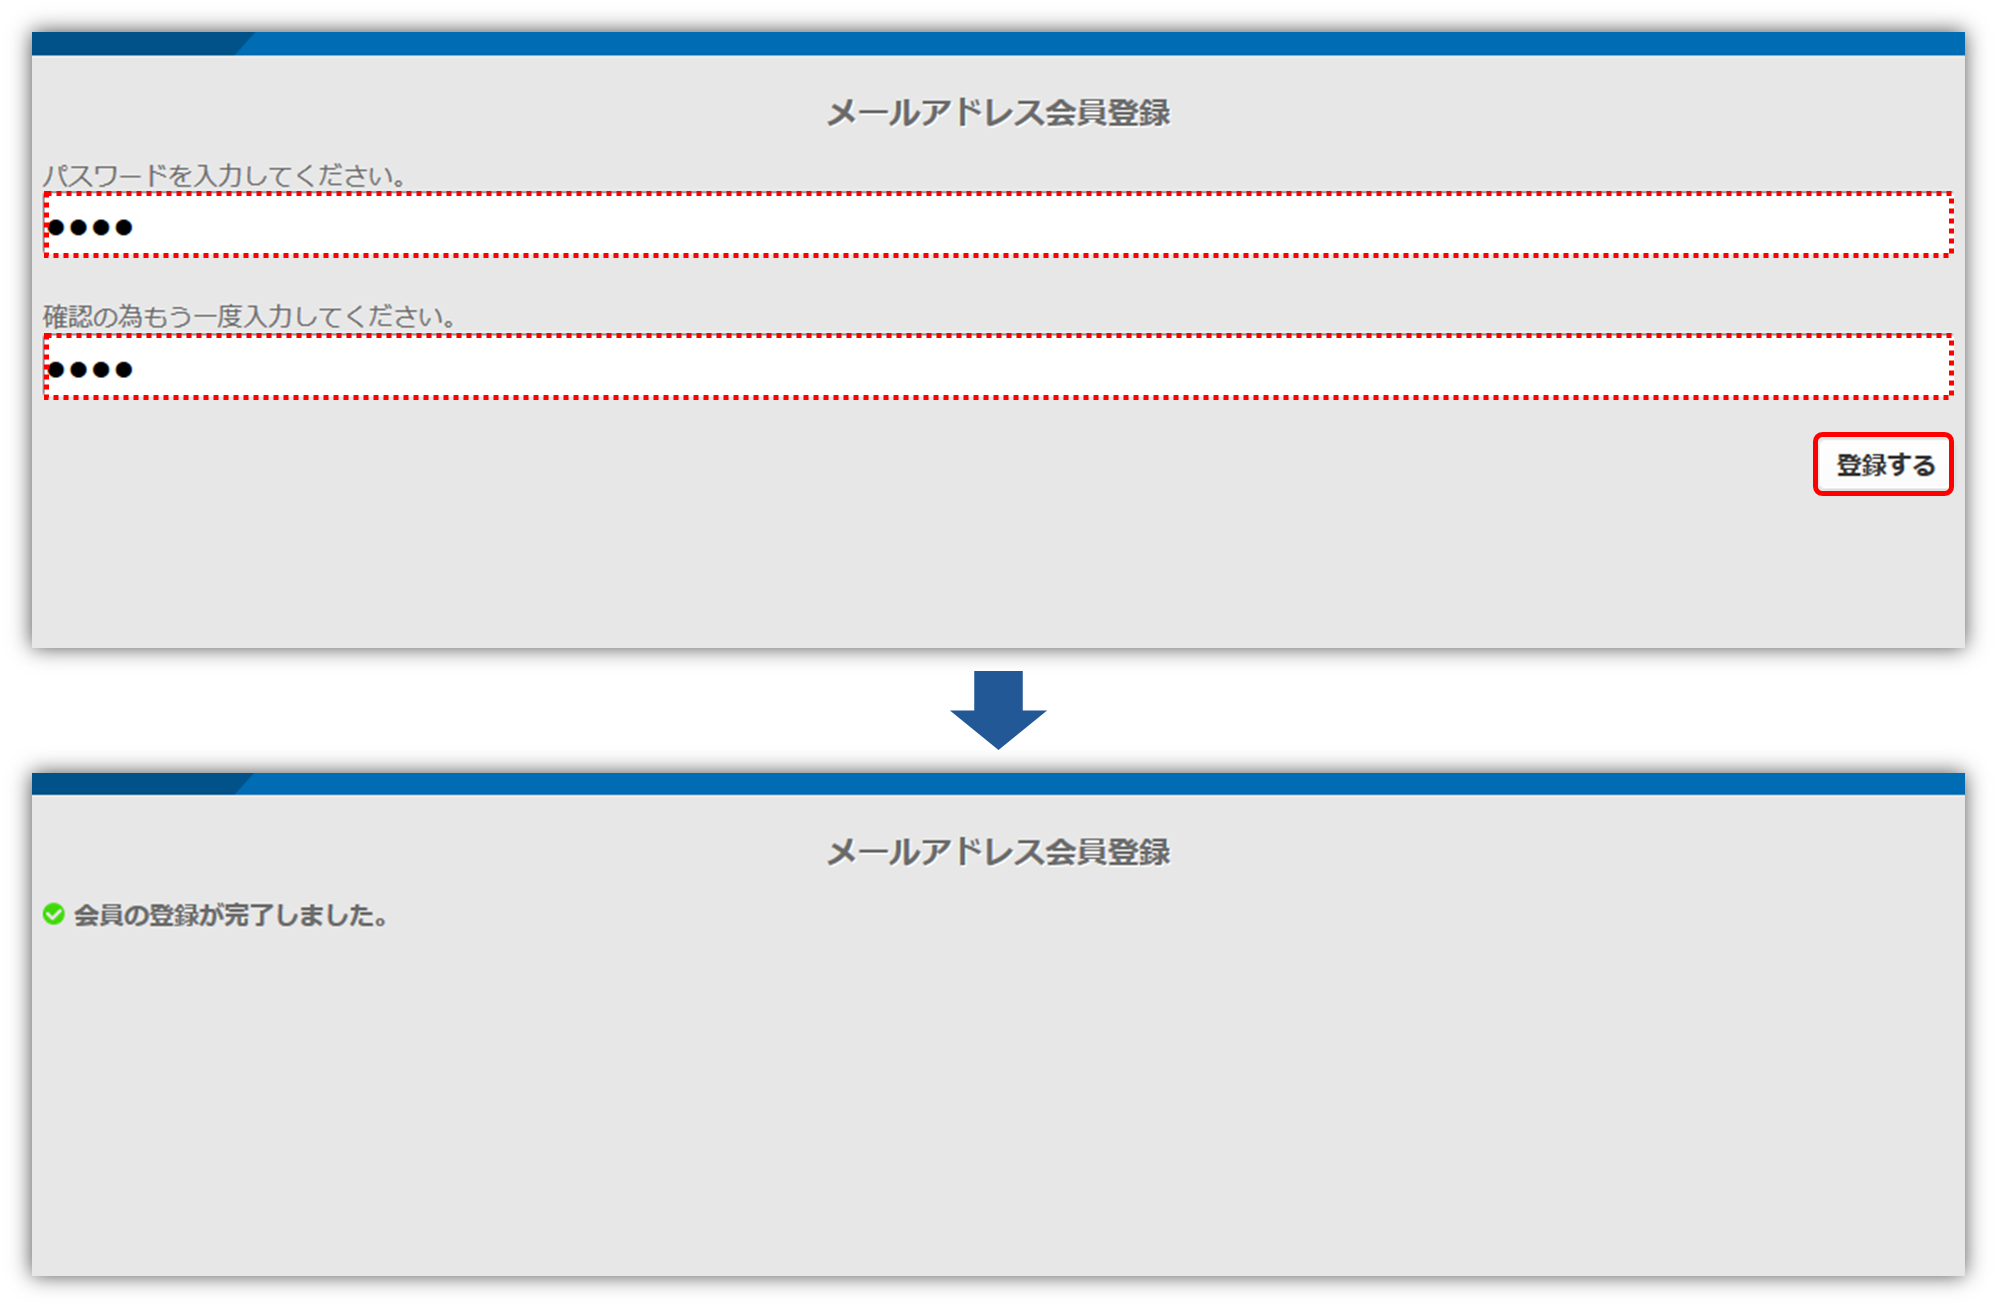 メールアドレス会員登録
パスワードを入力してください。
●●●●
確認の為もう一度入力してください。
●●●●
登録する
メールアドレス会員登録
会員の登録が完了しました。